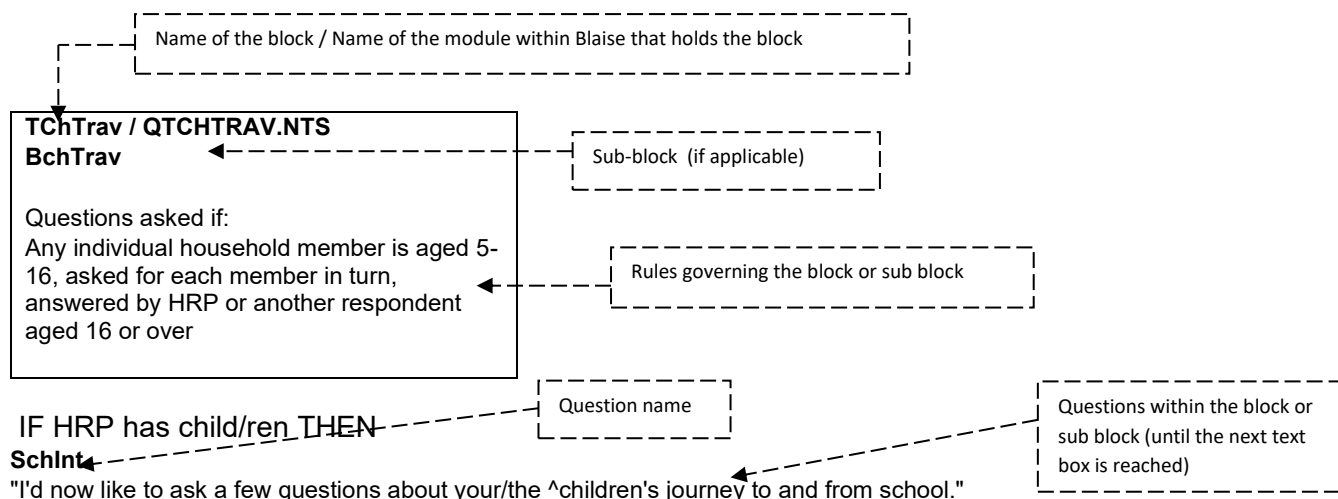 Name of the block / Name of the module within Blaise that holds the block
TChTrav / QTCHTRAV.NTS
BchTrav
Sub-block (if applicable)
Questions asked if:
Any individual household member is aged 5-
16, asked for each member in turn,
answered by HRP or another respondent
aged 16 or over
Rules governing the block or sub block
Question name
Questions within the block or
sub block (until the next text
box is reached)
IF HRP has child/ren THEN
SchInt
"I'd now like to ask a few questions about your/the ^children's journey to and from school."